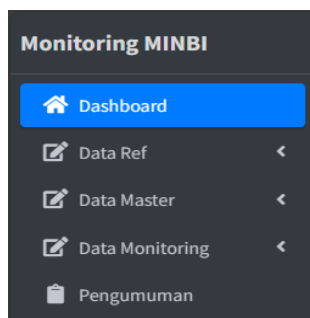 Monitoring MINBI
Dashboard
Data Ref
Data Master
Data Monitoring
Pengumuman